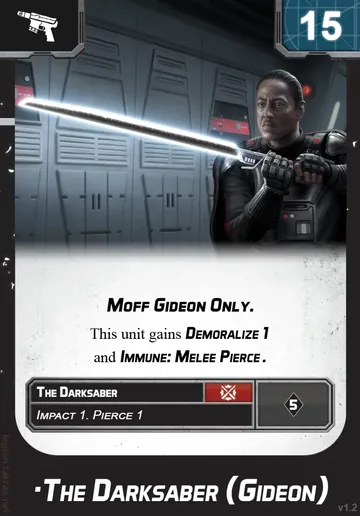 15
MOFF GIDEON ONLY.
This unit gains DEMORALIZE 1
and IMMUNE: MELEE PIERCE.
THE DARKSABER
5
IMPACT 1. PIERCE 1
·THE DARKSABER (GIDEON)
v1.2